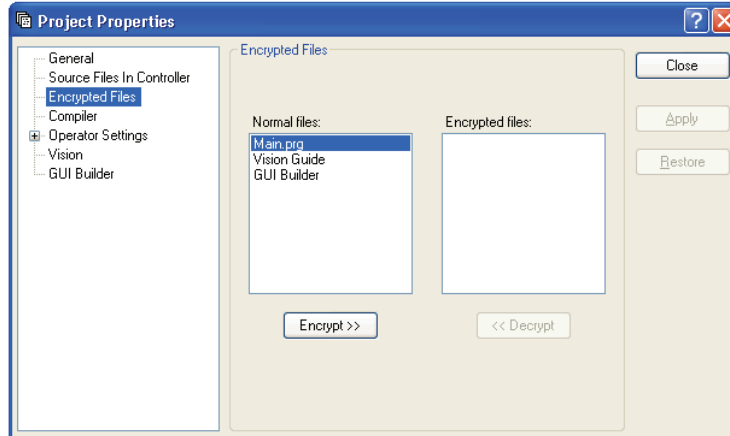 Project Properties
General
Source Files In Controller
Encrypted Files
Compiler
Operator Settings
Vision
GUI Builder
Encrypted Files
Normal files:
Main.prg
Vision Guide
GUI Builder
Encrypt >>
Encrypted files:
<< Decrypt
Close
Apply
Restore